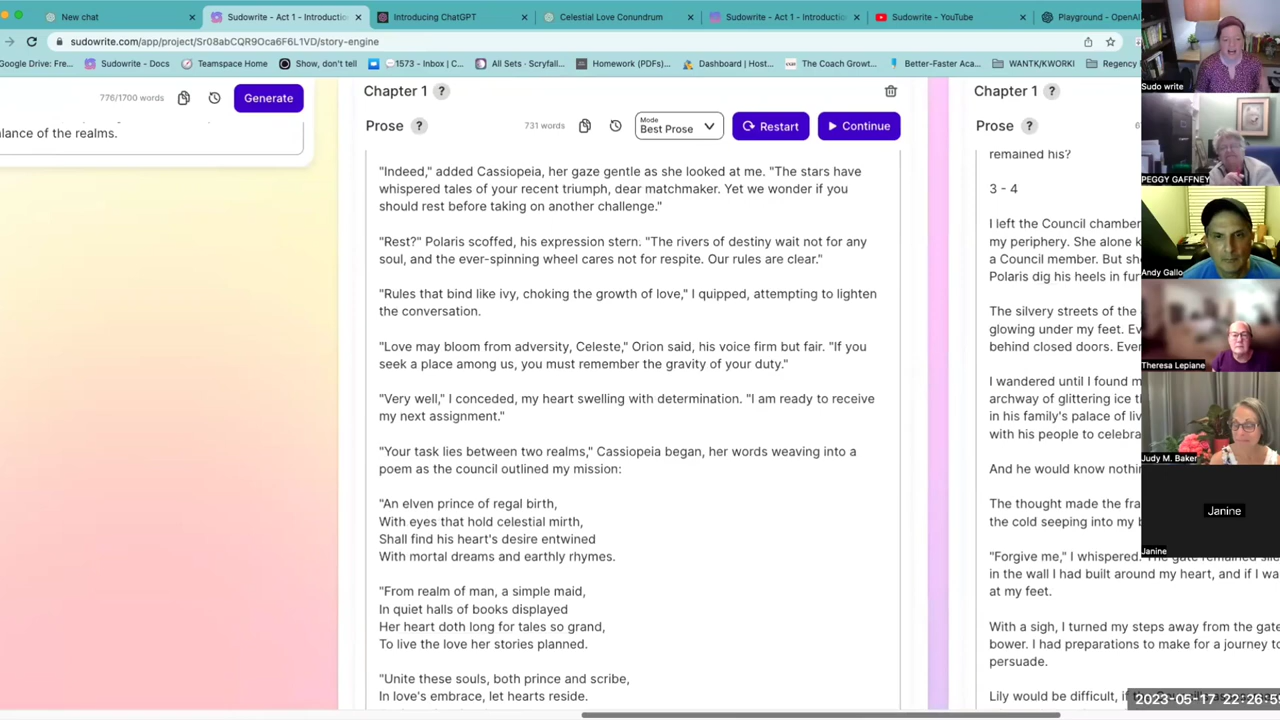 New chat
Sudowrite - Act 1 - Introductio
Introducing ChatGPT
Celestial Love Conundrum
Sudowrite - Act 1 - Introductio
Sudowrite - YouTube
Playground - OpenAI
sudowrite.com/app/project/Sr08abCQR9Oca6F6L1VD/story-engine
Google Drive: Fre...
Sudowrite - Docs
Teamspace Home
Show, don't tell
1573 - Inbox | C...
All Sets · Scryfall...
Homework (PDFs)...
Dashboard | Host...
The Coach Growt...
Better-Faster Aca...
WANTK/KWORKI
Regency
776/1700 words
Generate
alance of the realms.
Chapter 1 ?
Prose ?
731 words
Mode
Best Prose
Restart
Continue
"Indeed," added Cassiopeia, her gaze gentle as she looked at me. "The stars have
whispered tales of your recent triumph, dear matchmaker. Yet we wonder if you
should rest before taking on another challenge."
"Rest?" Polaris scoffed, his expression stern. "The rivers of destiny wait not for any
soul, and the ever-spinning wheel cares not for respite. Our rules are clear."
"Rules that bind like ivy, choking the growth of love," I quipped, attempting to lighten
the conversation.
"Love may bloom from adversity, Celeste," Orion said, his voice firm but fair. "If you
seek a place among us, you must remember the gravity of your duty."
"Very well," I conceded, my heart swelling with determination. "I am ready to receive
my next assignment."
"Your task lies between two realms," Cassiopeia began, her words weaving into a
poem as the council outlined my mission:
"An elven prince of regal birth,
With eyes that hold celestial mirth,
Shall find his heart's desire entwined
With mortal dreams and earthly rhymes.
"From realm of man, a simple maid,
In quiet halls of books displayed
Her heart doth long for tales so grand,
To live the love her stories planned.
"Unite these souls, both prince and scribe,
In love's embrace, let hearts reside.
Chapter 1 ?
Prose ?
remained his?
3 - 4
I left the Council chamber
my periphery. She alone k
a Council member. But she
Polaris dig his heels in fur
The silvery streets of the
glowing under my feet. Ev
behind closed doors. Ever
I wandered until I found m
archway of glittering ice t
in his family's palace of liv
with his people to celebra
And he would know nothin
The thought made the fra
the cold seeping into my b
"Forgive me," I whispered. The gate remained sile
in the wall I had built around my heart, and if I wa
at my feet.
With a sigh, I turned my steps away from the gate
bower. I had preparations to make for a journey to
persuade.
Lily would be difficult, if
Sudo write
PEGGY GAFFNEY
Andy Gallo
Theresa Lepiane
Judy M. Baker
Janine
Janine